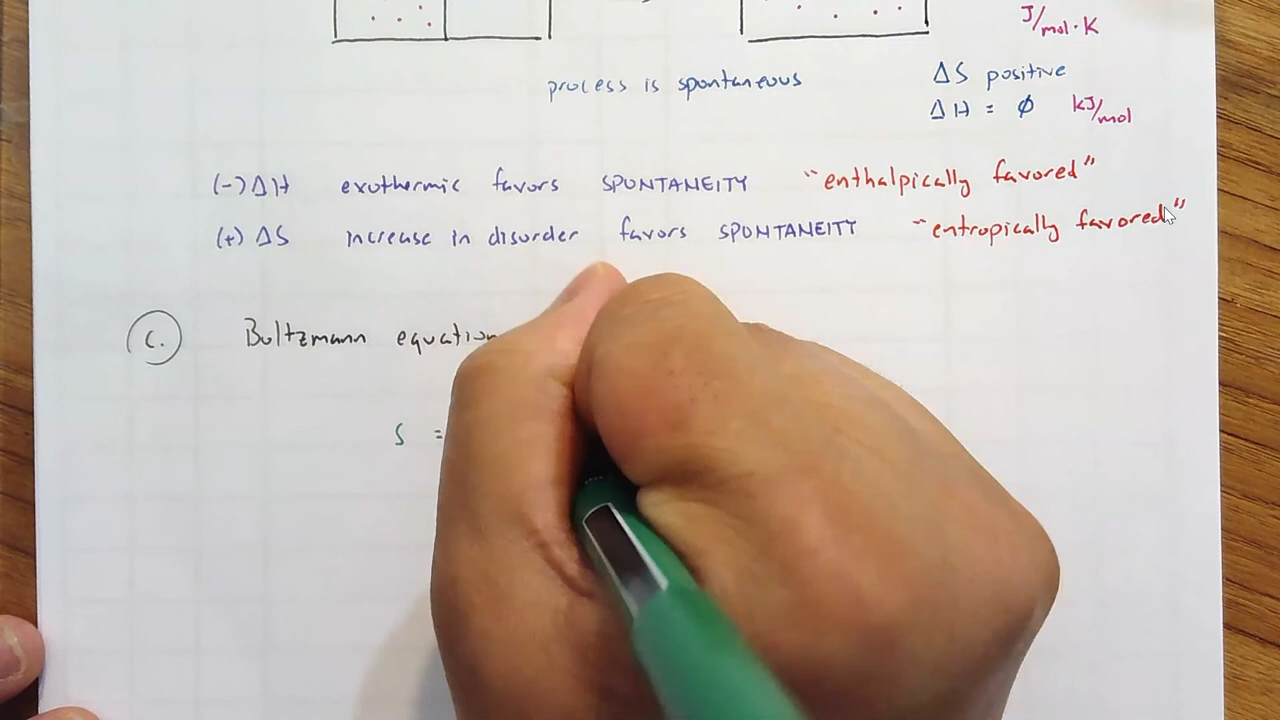 J/mol·K
process is spontaneous
ΔS positive
ΔH = ϕ kJ/mol
(-) ΔH exothermic favors SPONTANEITY "enthalpically favored"
(+) ΔS increase in disorder favors SPONTANEITY "entropically favored"
C. Boltzmann equation
S =